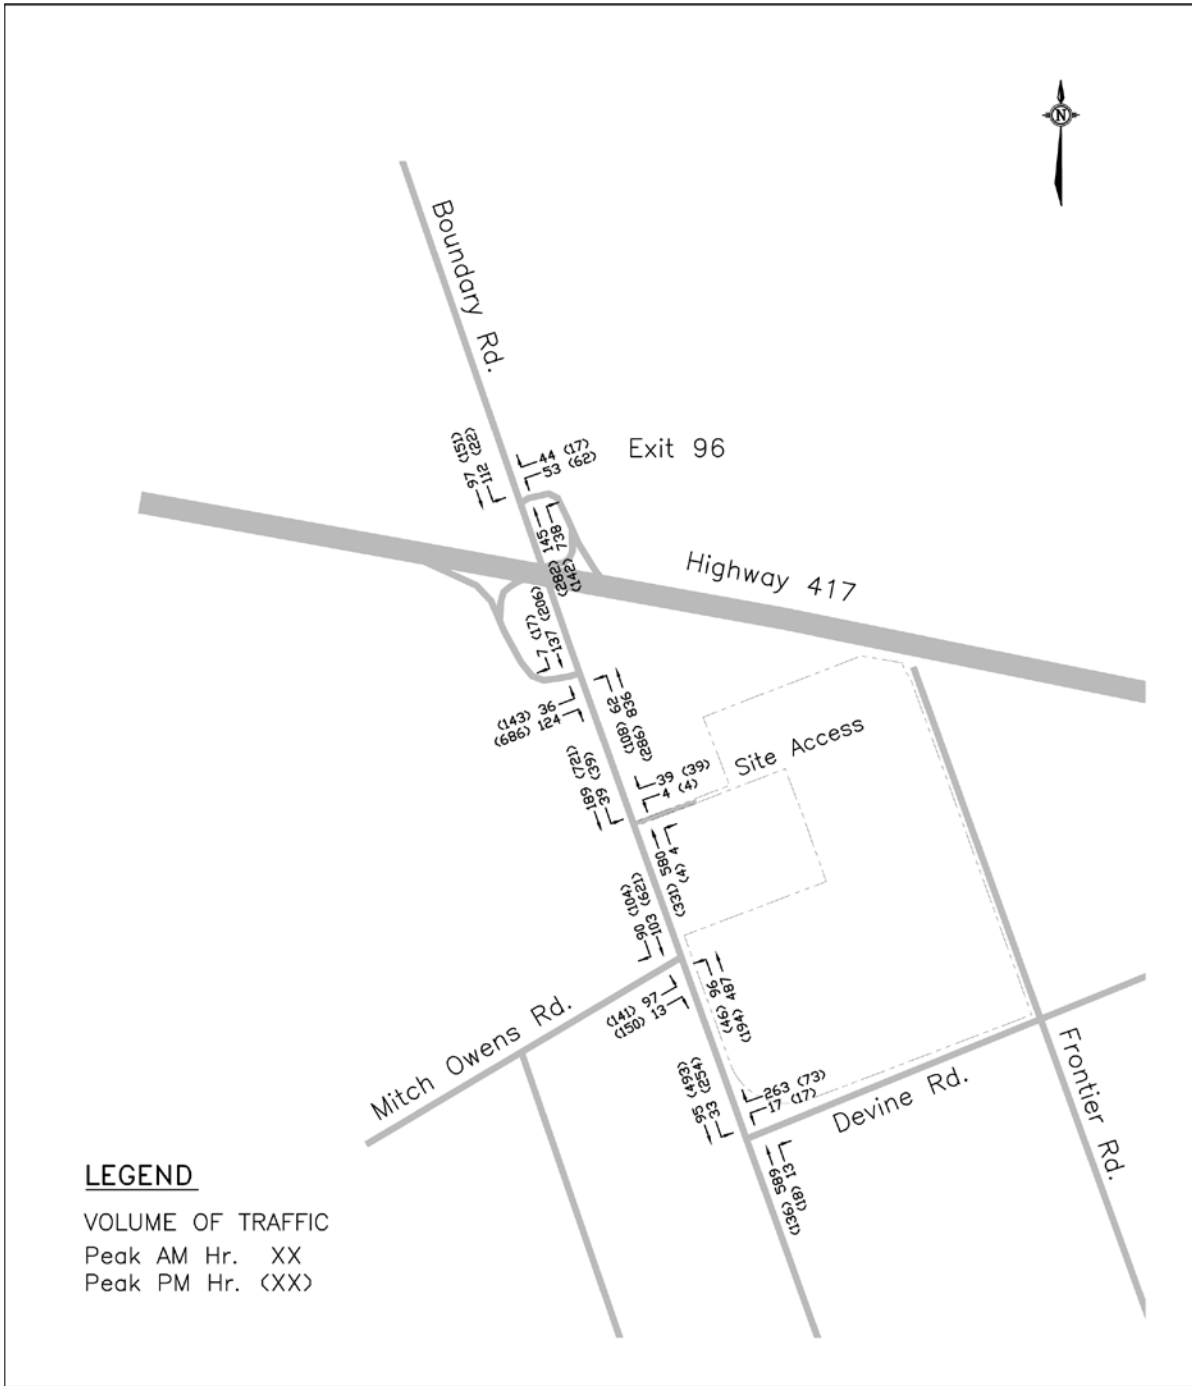 N
Boundary Rd.
97 (151)
112 (22)
44 (17)
53 (62)
Exit 96
145
738
(282)
(142)
Highway 417
7 (17)
137 (206)
(143) 36
(686) 124
(108) 62
(286) 836
Site Access
189 (721)
39 (39)
39 (39)
4 (4)
(331) 580
(4) 4
90 (104)
103 (621)
(141) 97
(150) 13
(46) 96
(194) 487
Mitch Owens Rd.
95 (493)
33 (254)
263 (73)
17 (17)
Devine Rd.
Frontier Rd.
(136) 589
(18) 13
LEGEND
VOLUME OF TRAFFIC
Peak AM Hr. XX
Peak PM Hr. (XX)